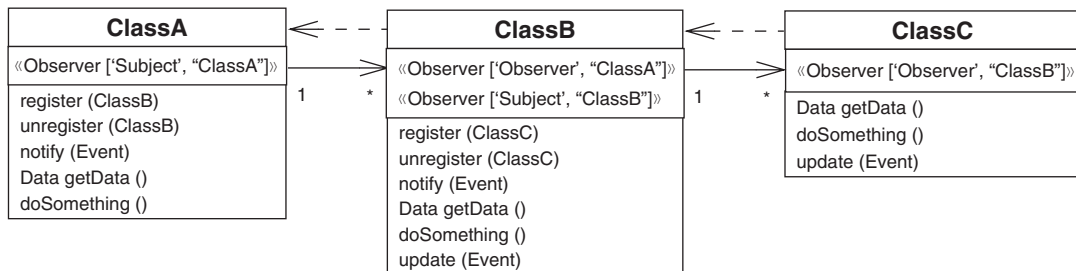 ClassA
«Observer [‘Subject’, “ClassA”]»
register (ClassB)
unregister (ClassB)
notify (Event)
Data getData ()
doSomething ()
1
*
ClassB
«Observer [‘Observer’, “ClassA”]»
«Observer [‘Subject’, “ClassB”]»
register (ClassC)
unregister (ClassC)
notify (Event)
Data getData ()
doSomething ()
update (Event)
1
*
ClassC
«Observer [‘Observer’, “ClassB”]»
Data getData ()
doSomething ()
update (Event)